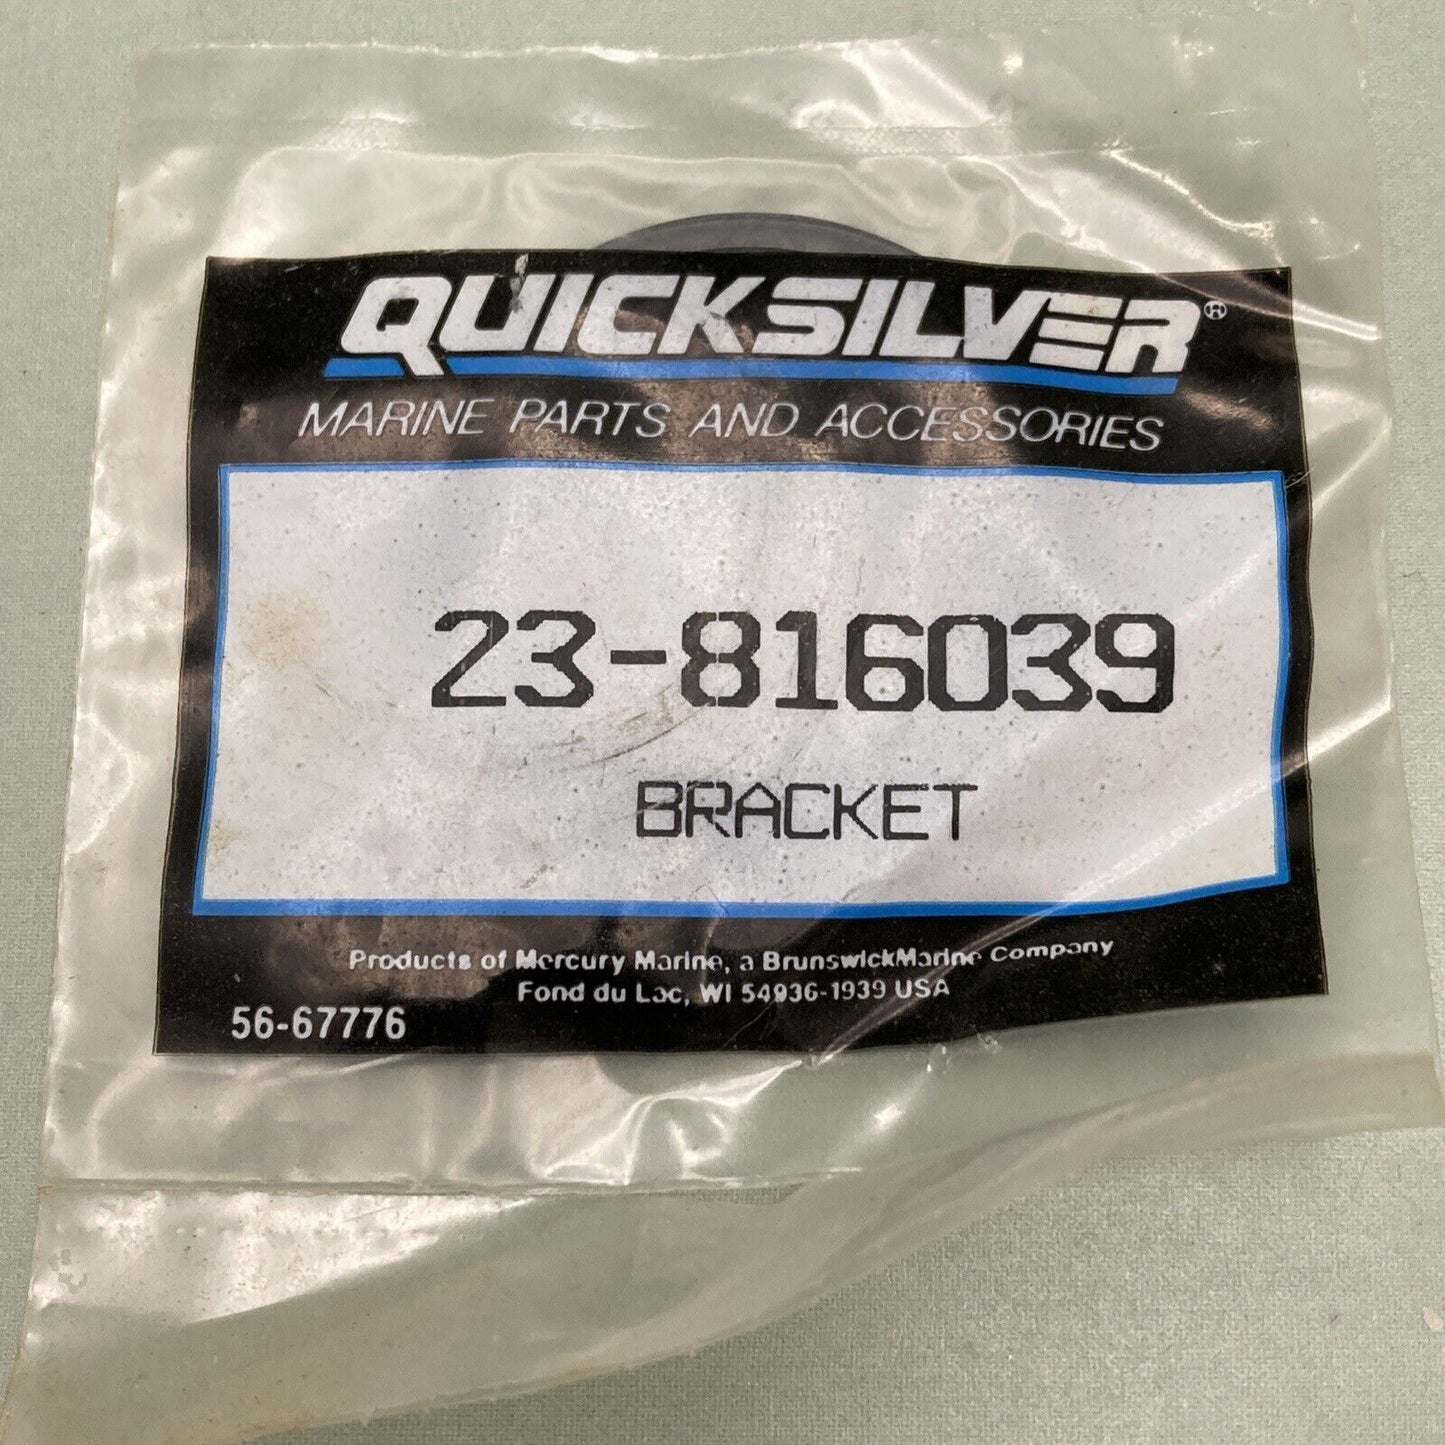 QUICKSILVER®
MARINE PARTS AND ACCESSORIES
23-816039
BRACKET
Products of Mercury Marine, a BrunswickMarine Company
Fond du Lac, WI 54936-1939 USA
56-67776